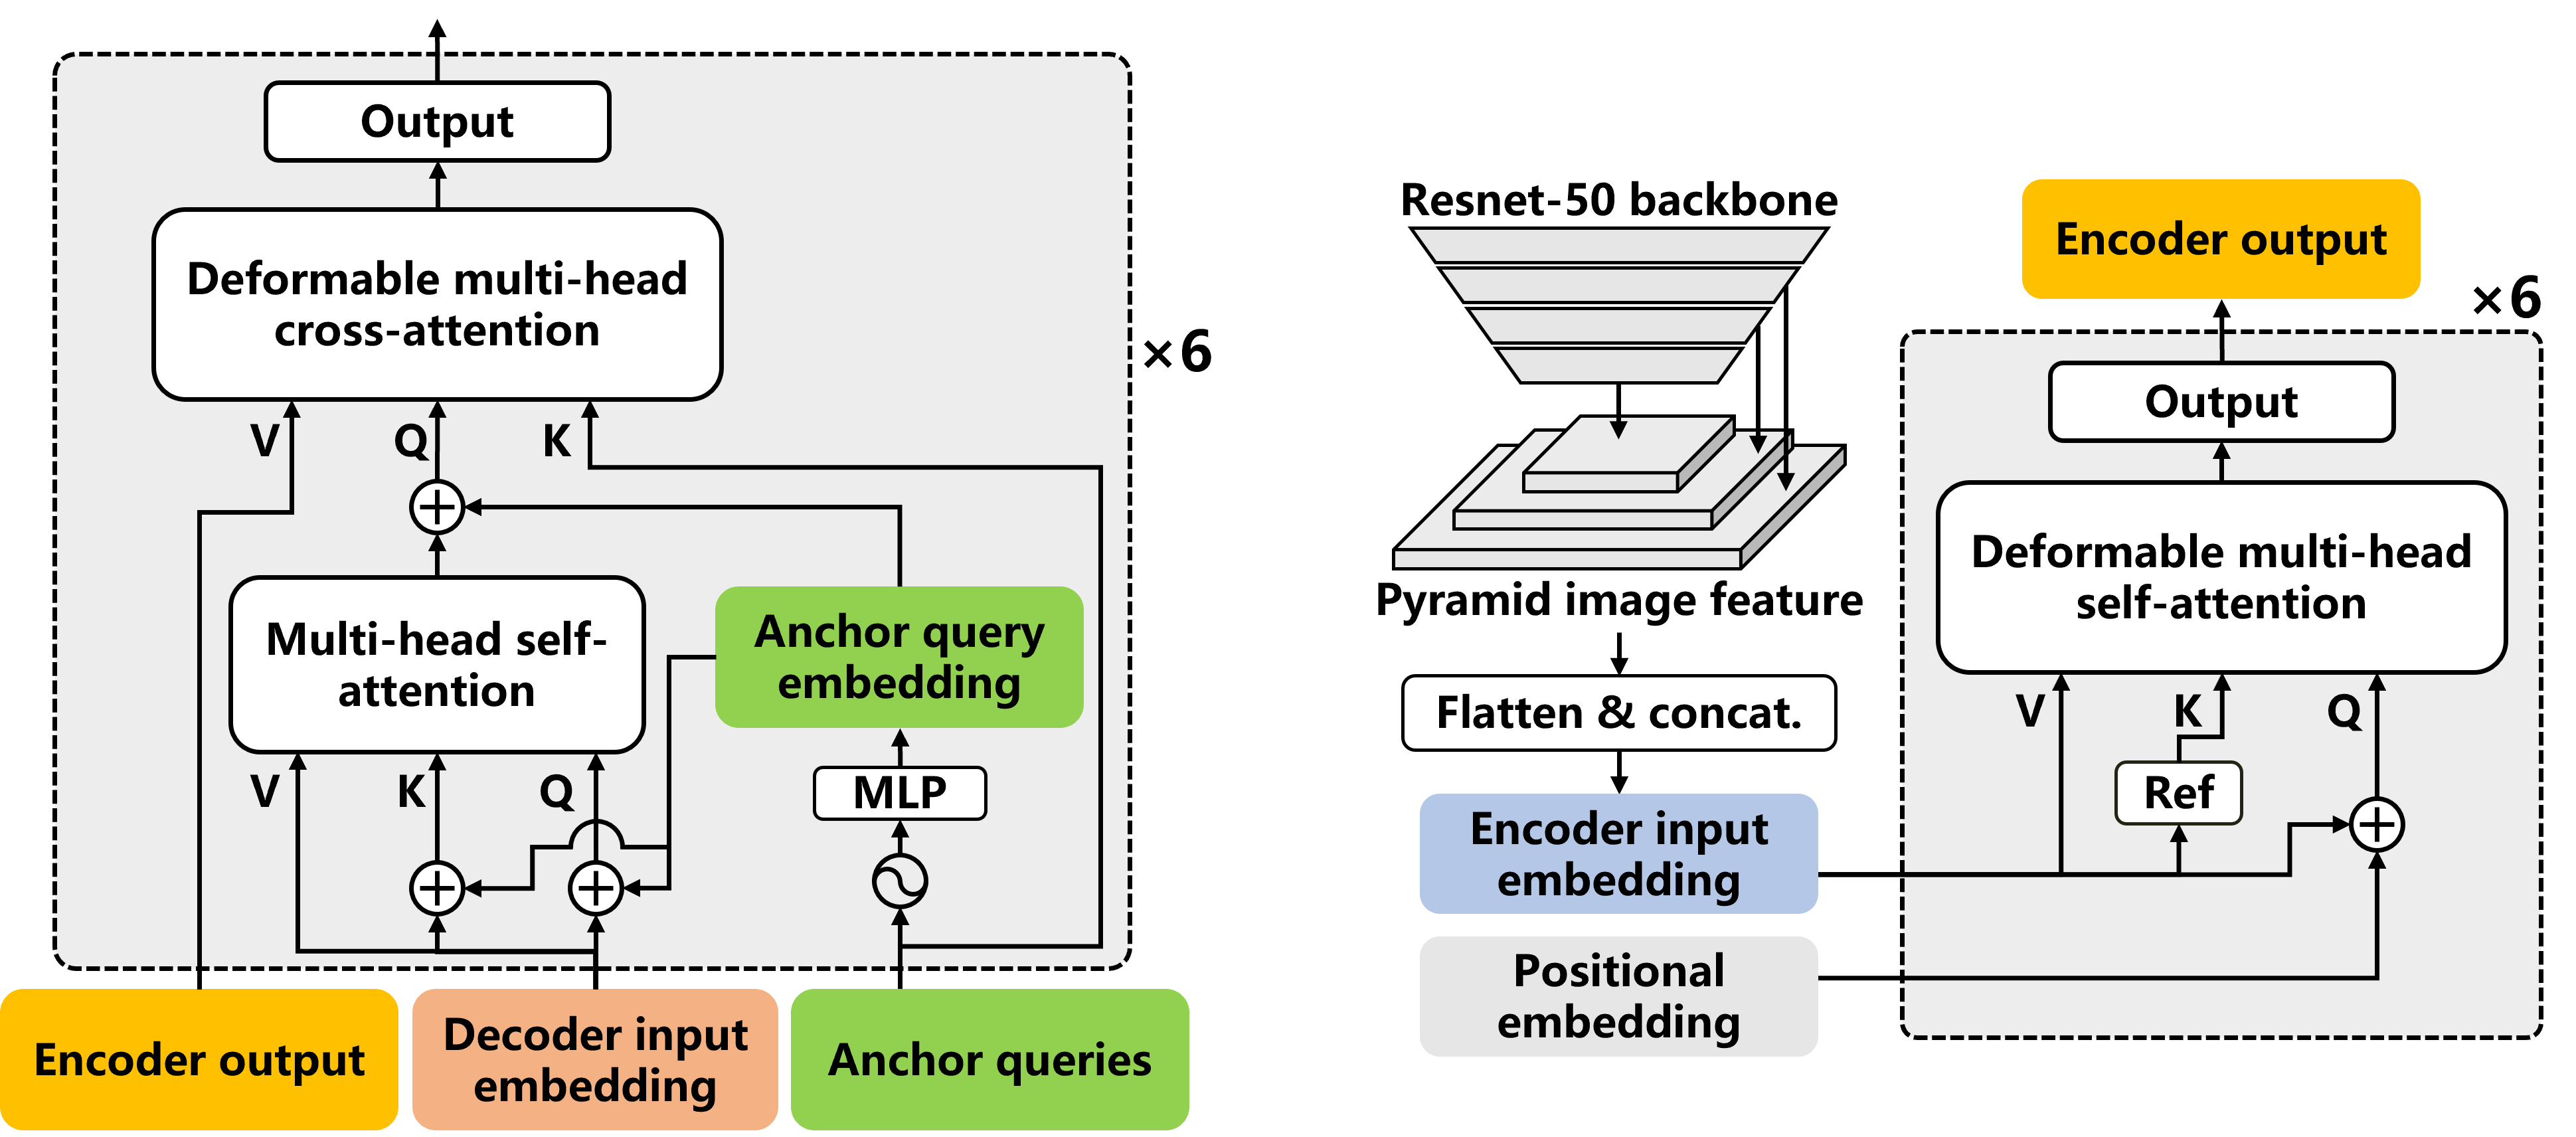 Output
Deformable multi-head
cross-attention
×6
V
Q
K
Multi-head self-
attention
Anchor query
embedding
V
K
Q
MLP
Encoder output
Decoder input
embedding
Anchor queries
Resnet-50 backbone
Pyramid image feature
Flatten & concat.
Encoder input
embedding
Positional
embedding
Encoder output
×6
Output
Deformable multi-head
self-attention
V
K
Q
Ref